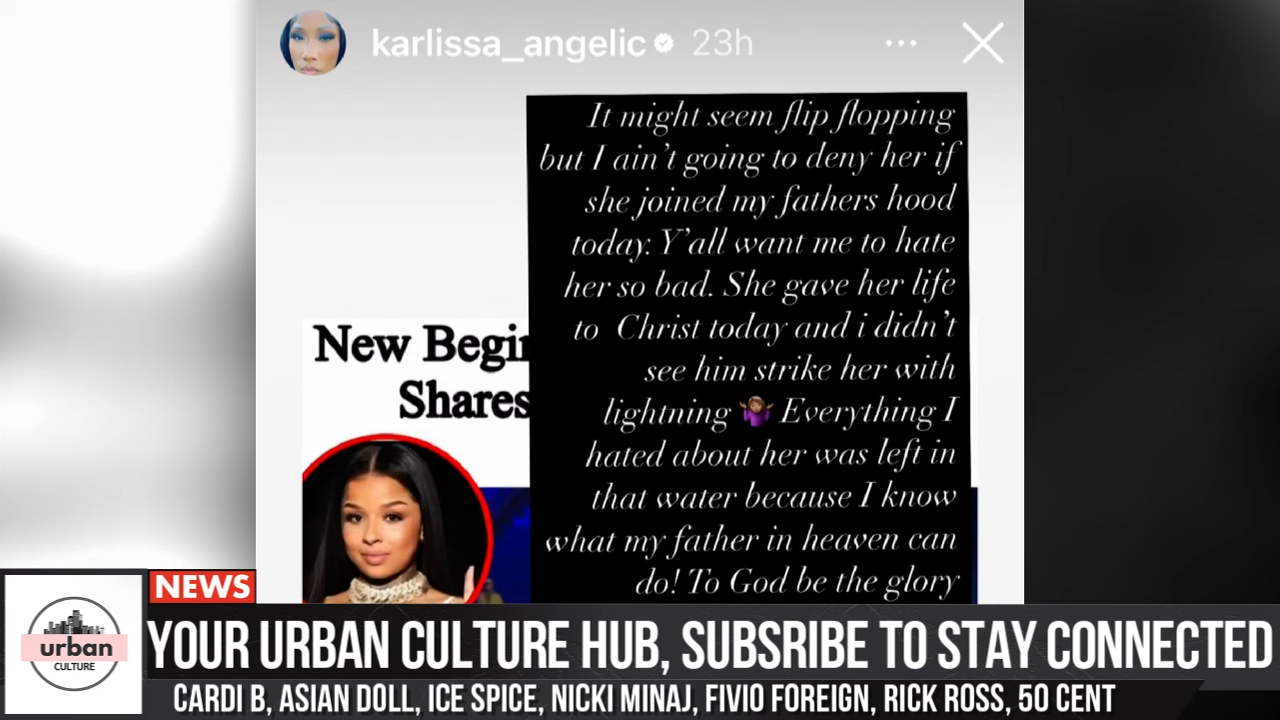 karlissa_angelic 23h
It might seem flip flopping
but I ain't going to deny her if
she joined my fathers hood
today. Y'all want me to hate
her so bad. She gave her life
to Christ today and i didn't
see him strike her with
lightning 🤷🏽‍♀️ Everything I
hated about her was left in
that water because I know
what my father in heaven can
do! To God be the glory
New Begin
Shares
NEWS
urban
CULTURE
YOUR URBAN CULTURE HUB, SUBSRIBE TO STAY CONNECTED
CARDI B, ASIAN DOLL, ICE SPICE, NICKI MINAJ, FIVIO FOREIGN, RICK ROSS, 50 CENT